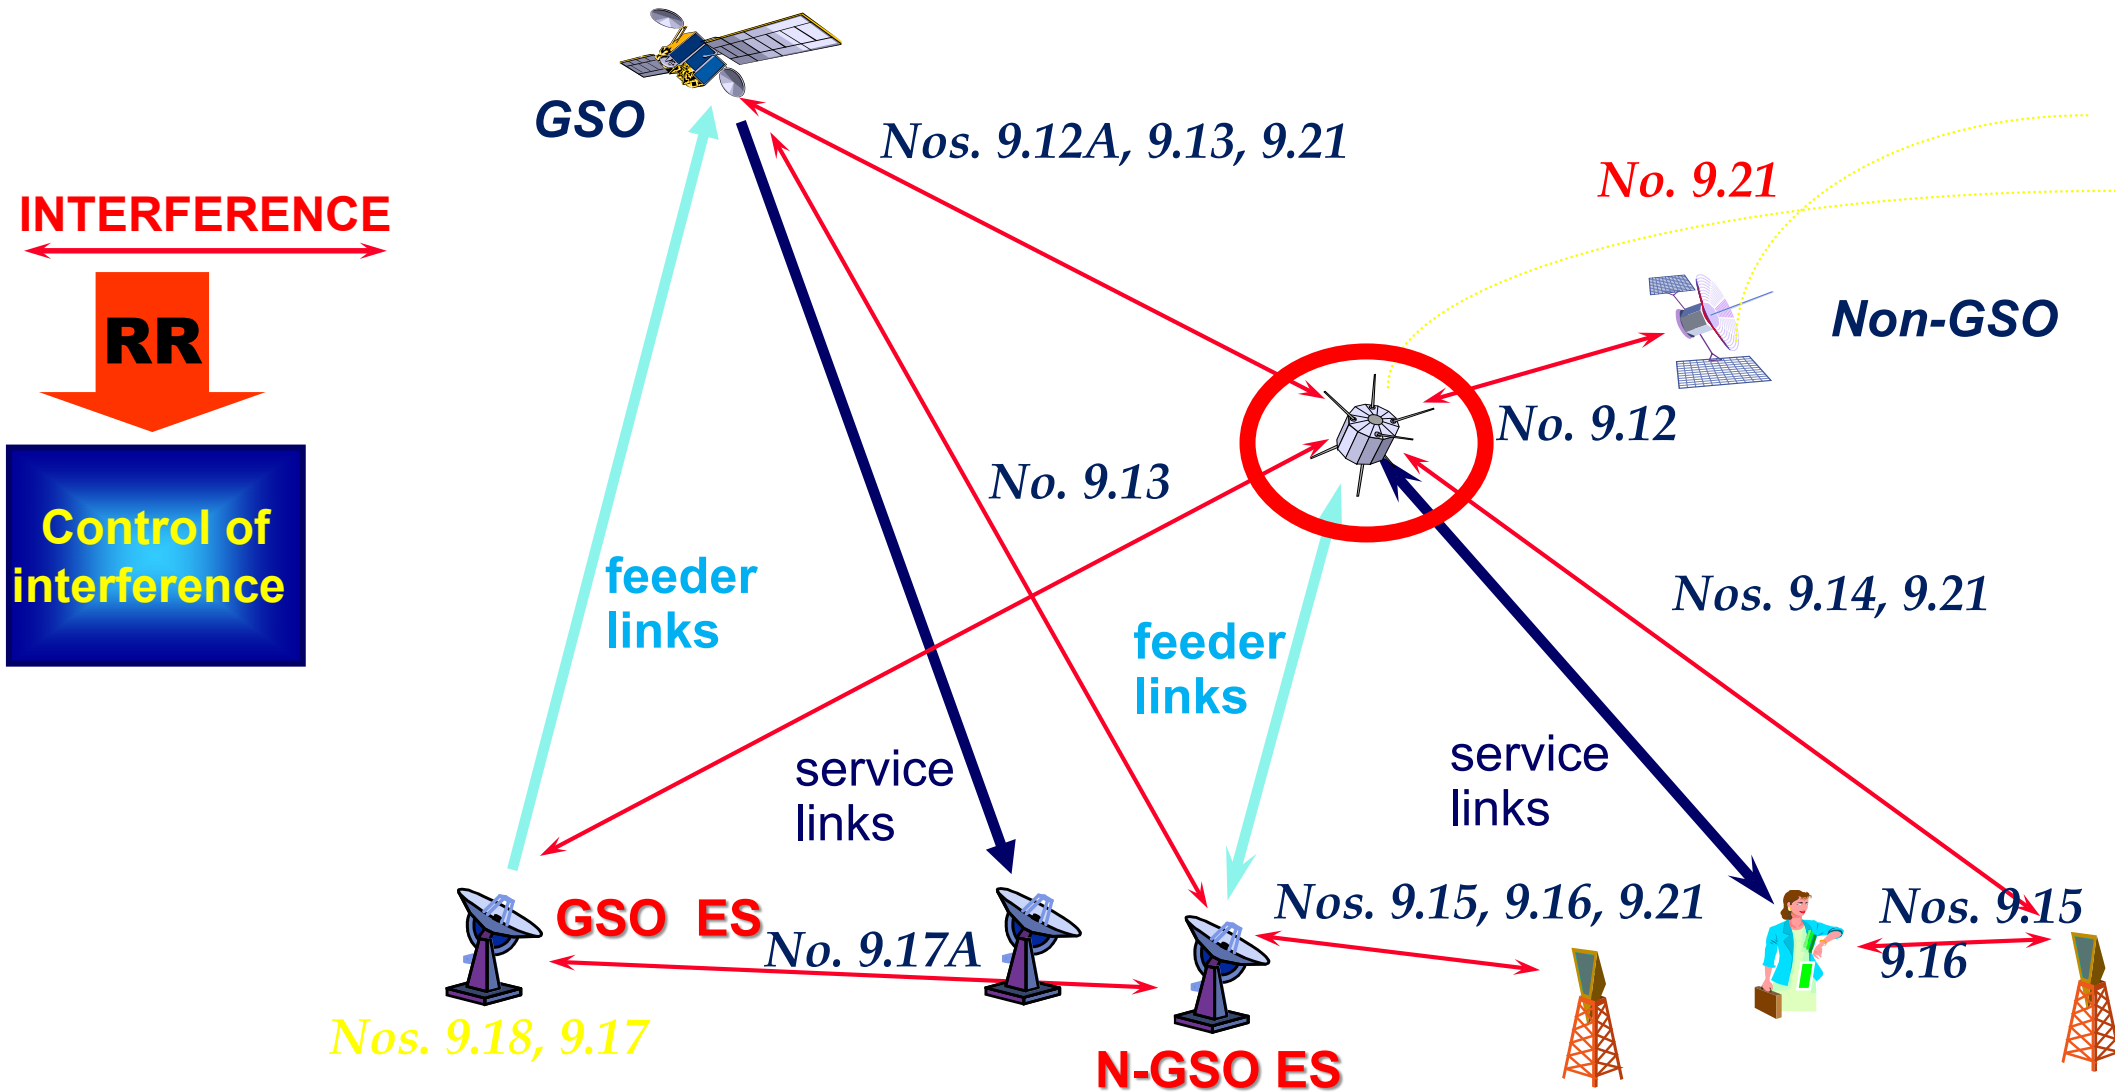 GSO
Nos. 9.12A, 9.13, 9.21
No. 9.21
INTERFERENCE
RR
Non-GSO
No. 9.12
No. 9.13
Control of
interference
feeder
links
Nos. 9.14, 9.21
feeder
links
service
links
service
links
Nos. 9.15, 9.16, 9.21
Nos. 9.15
9.16
GSO ES
No. 9.17A
Nos. 9.18, 9.17
N-GSO ES